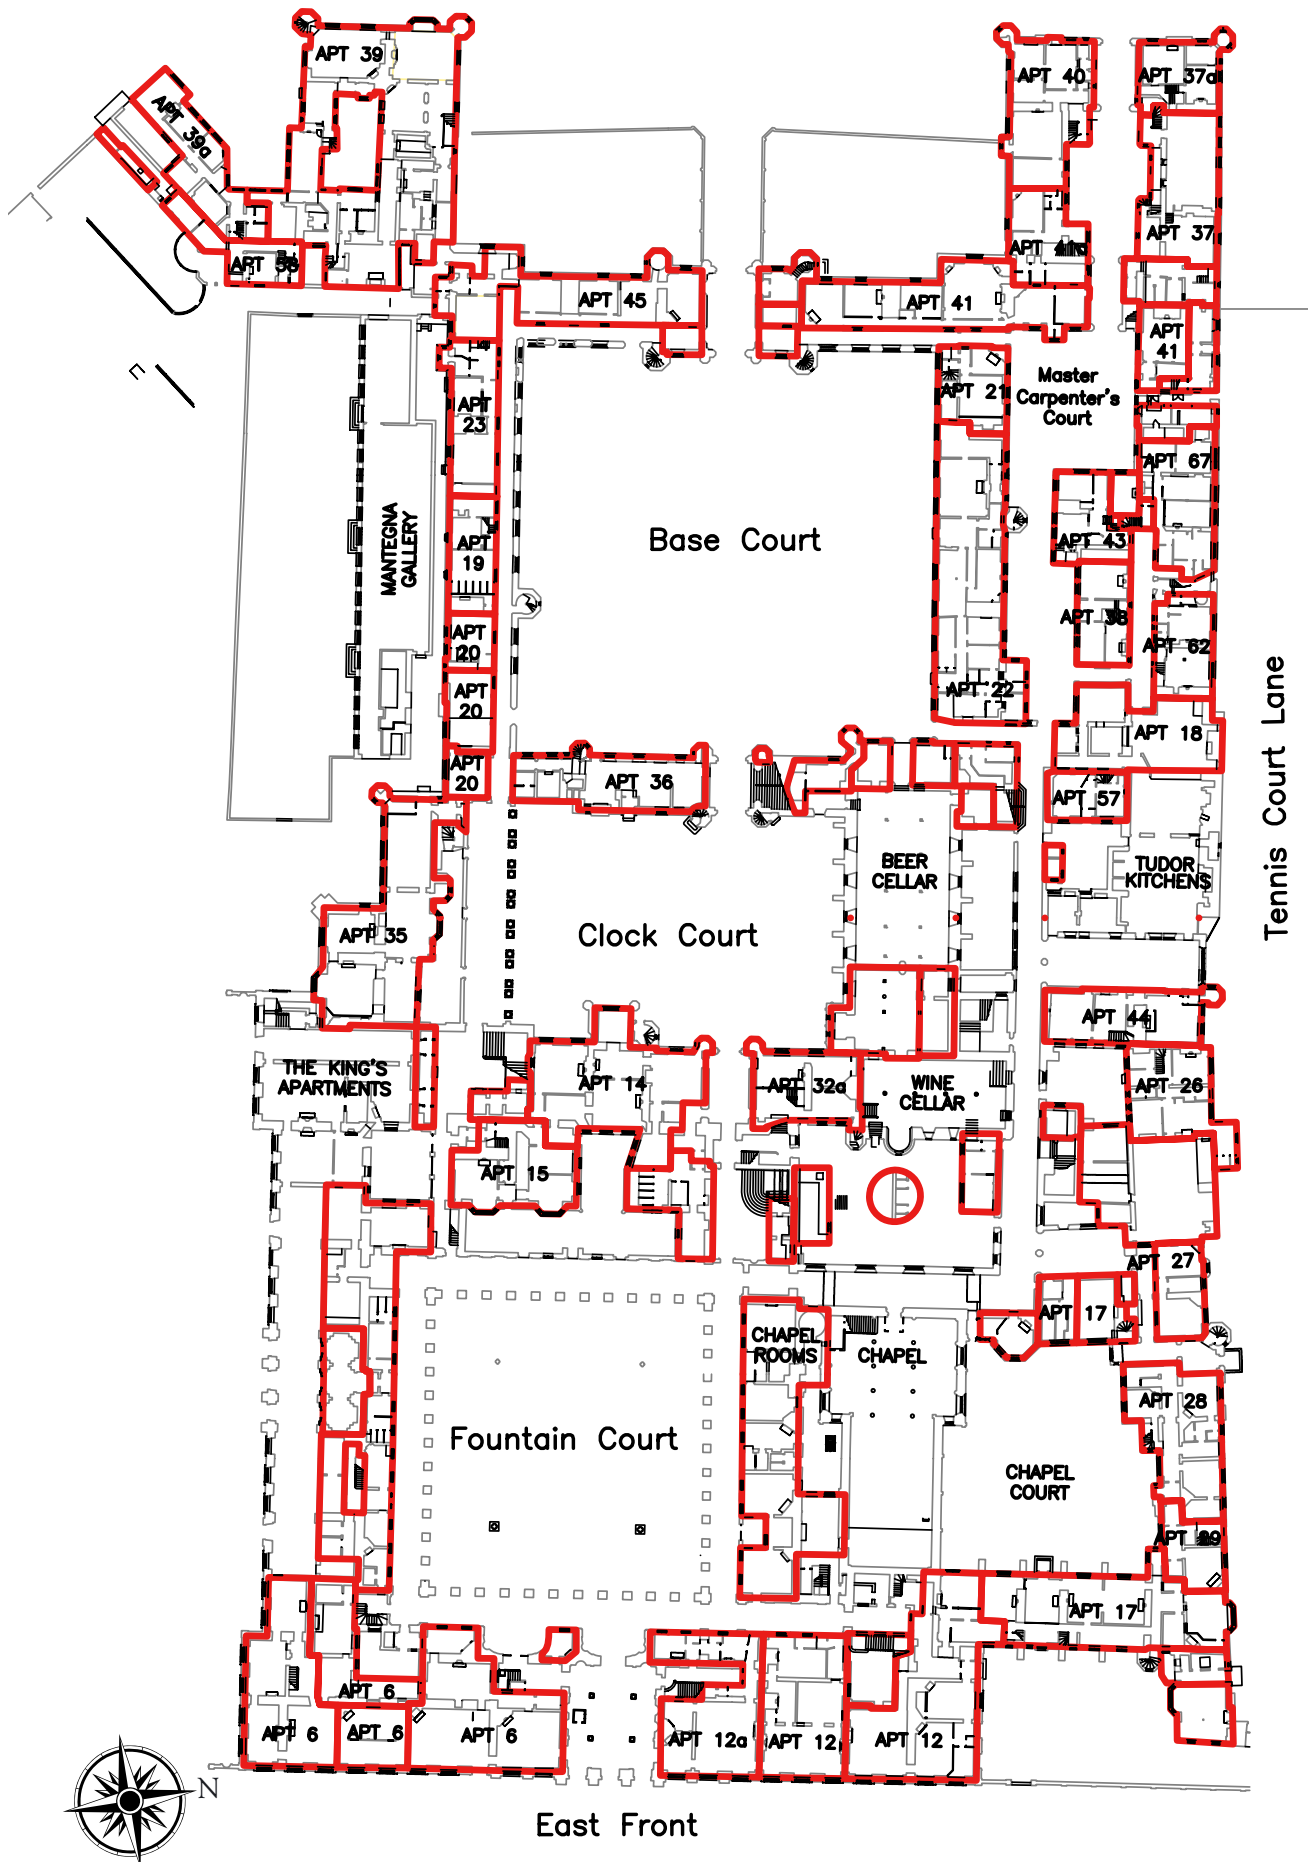 APT 39
APT 40
APT 37a
APT 39a
APT 37
APT 41a
APT 45
APT 41
APT
41
Master
Carpenter's
Court
APT 21
APT
23
APT 67
MANTEGNA
GALLERY
Base Court
APT
19
APT 43
APT 38
APT
20
APT 62
APT
20
APT 22
APT 18
Tennis Court Lane
APT
20
APT 36
APT 57
BEER
CELLAR
TUDOR
KITCHENS
APT 35
Clock Court
APT 44
THE KING'S
APARTMENTS
APT 14
APT 32a
WINE
CELLAR
APT 26
APT 15
APT 27
APT 17
CHAPEL
ROOMS
CHAPEL
APT 28
Fountain Court
CHAPEL
COURT
APT 17
APT 6
APT 6
APT 6
APT 6
APT 12a
APT 12
APT 12
N
East Front